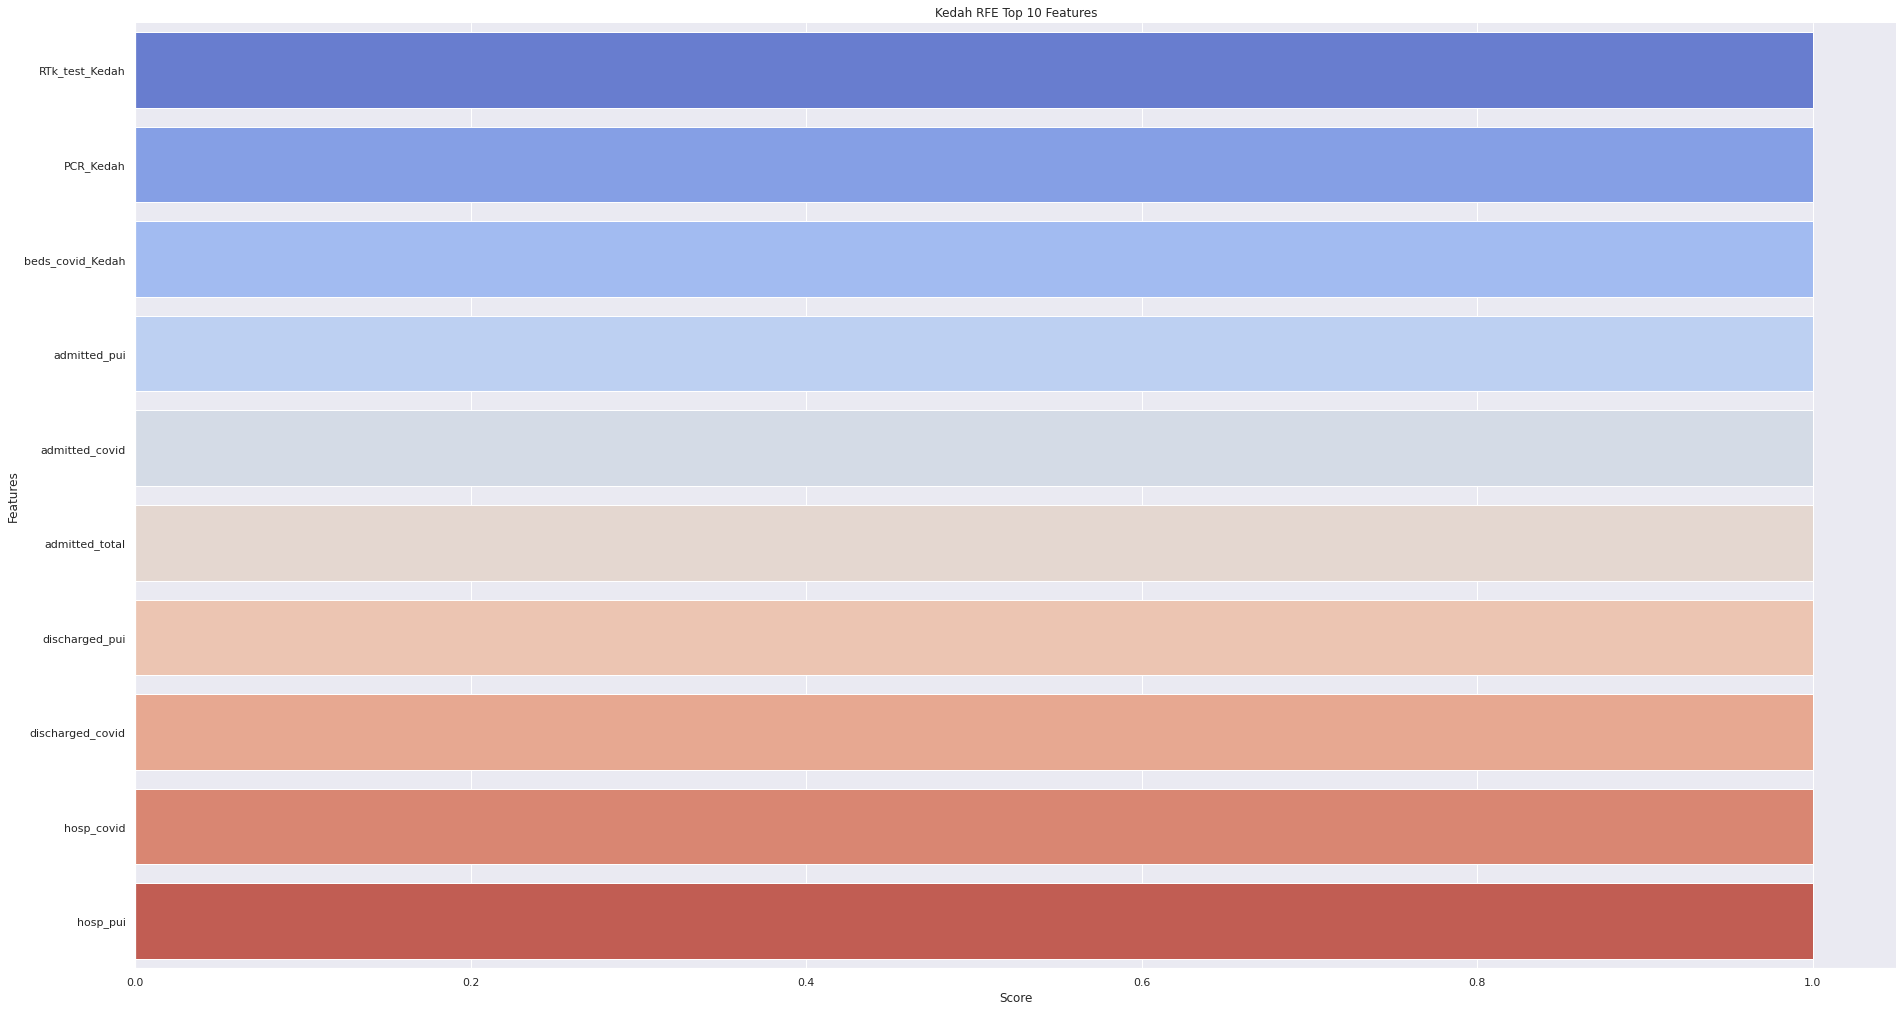 Kedah RFE Top 10 Features
RTk_test_Kedah
PCR_Kedah
beds_covid_Kedah
admitted_pui
admitted_covid
admitted_total
discharged_pui
discharged_covid
hosp_covid
hosp_pui
Features
0.0
0.2
0.4
0.6
0.8
1.0
Score